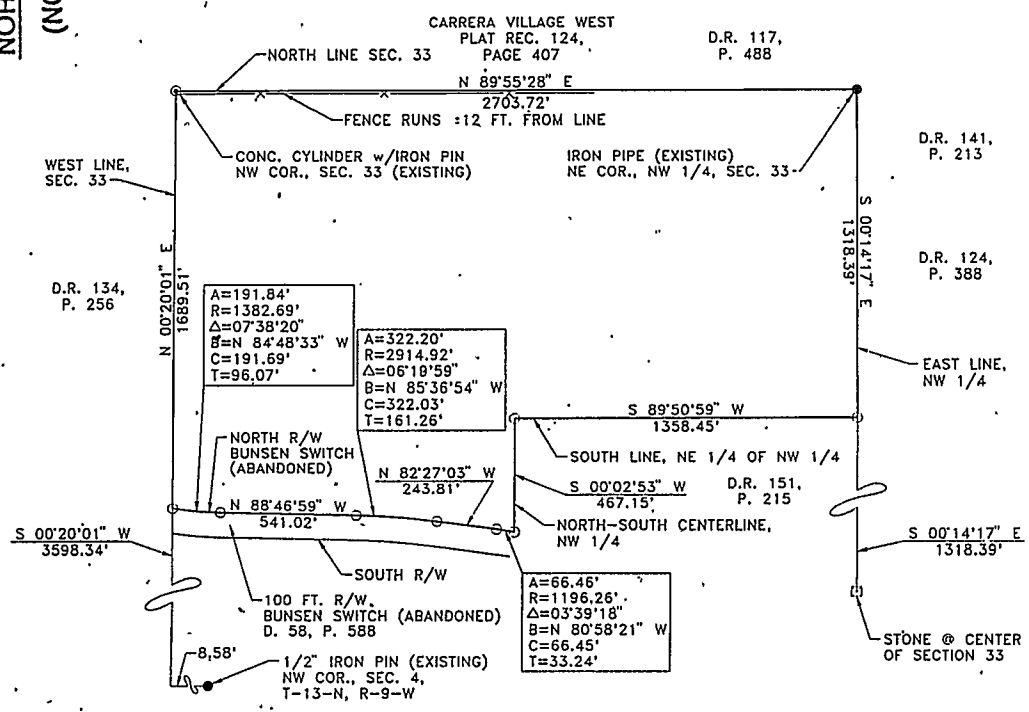 NOR
(NO
CARRERA VILLAGE WEST
PLAT REC. 124,
PAGE 407
D.R. 117,
P. 488
NORTH LINE SEC. 33
N 89°55'28" E
2703.72'
FENCE RUNS ±12 FT. FROM LINE
CONC. CYLINDER w/IRON PIN
NW COR., SEC. 33 (EXISTING)
IRON PIPE (EXISTING)
NE COR., NW 1/4, SEC. 33
D.R. 141,
P. 213
WEST LINE,
SEC. 33
S 00°14'17" E
1318.39'
N 00°20'01" E
1689.51'
D.R. 134,
P. 256
D.R. 124,
P. 388
A=191.84'
R=1382.69'
Δ=07°38'20"
B=N 84°48'33" W
C=191.69'
T=96.07'
A=322.20'
R=2914.92'
Δ=06°19'59"
B=N 85°36'54" W
C=322.03'
T=161.26'
EAST LINE,
NW 1/4
S 89°50'59" W
1358.45'
NORTH R/W
BUNSEN SWITCH
(ABANDONED)
SOUTH LINE, NE 1/4 OF NW 1/4
N 82°27'03" W
243.81'
S 00°02'53" W
467.15'
D.R. 151,
P. 215
N 88°46'59" W
541.02'
NORTH-SOUTH CENTERLINE,
NW 1/4
S 00°20'01" W
3598.34'
S 00°14'17" E
1318.39'
SOUTH R/W
100 FT. R/W.
BUNSEN SWITCH (ABANDONED)
D. 58, P. 588
A=66.46'
R=1196.26'
Δ=03°39'18"
B=N 80°58'21" W
C=66.45'
T=33.24'
STONE @ CENTER
OF SECTION 33
8.58'
1/2" IRON PIN (EXISTING)
NW COR., SEC. 4,
T-13-N, R-9-W